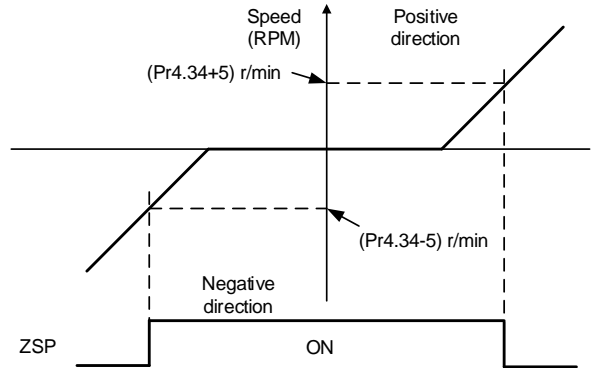 Speed
(RPM)
Positive
direction
(Pr4.34+5) r/min
(Pr4.34-5) r/min
Negative
direction
ZSP
ON